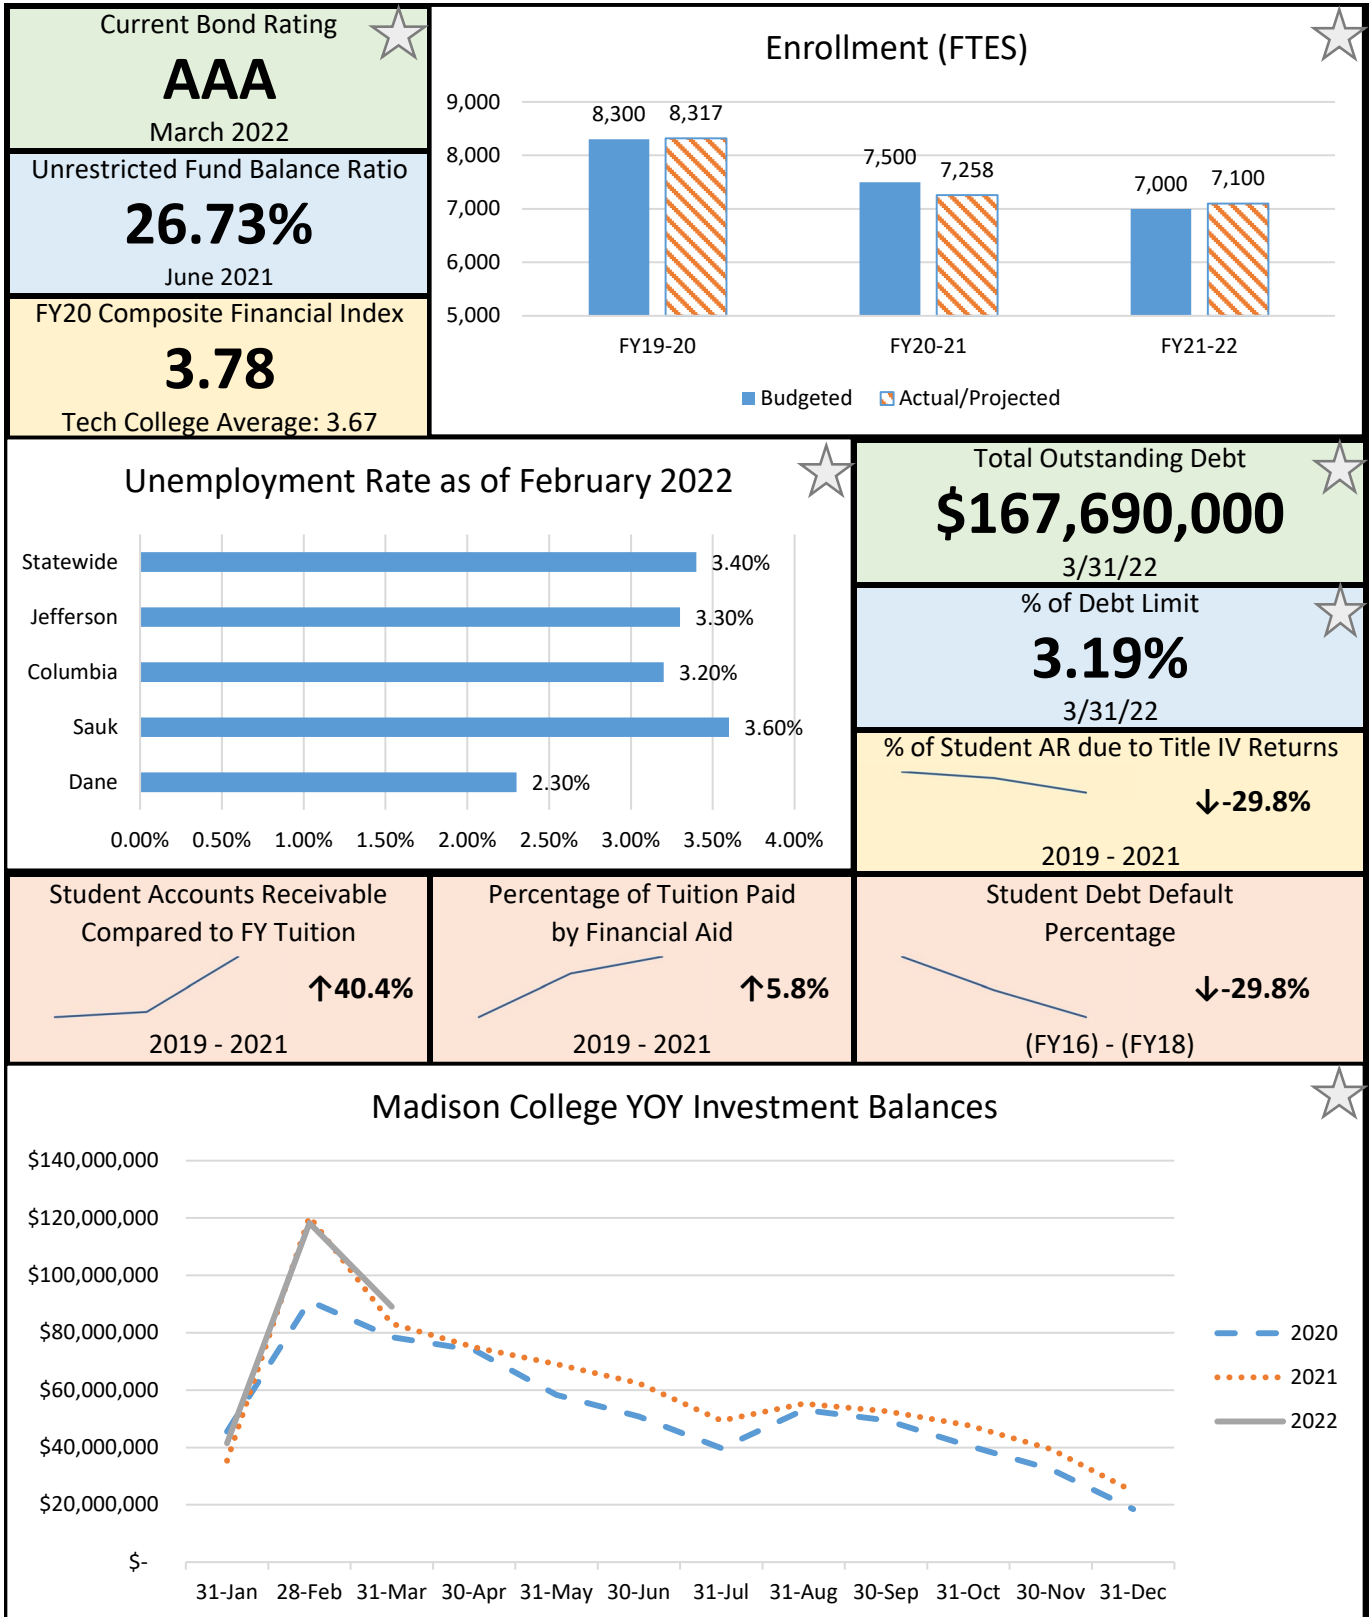 Current Bond Rating
AAA
March 2022
Unrestricted Fund Balance Ratio
26.73%
June 2021
FY20 Composite Financial Index
3.78
Tech College Average: 3.67
Enrollment (FTES)
9,000
8,000
7,000
6,000
5,000
8,300 8,317
7,500 7,258
7,000 7,100
FY19-20 FY20-21 FY21-22
Budgeted Actual/Projected
Unemployment Rate as of February 2022
Statewide 3.40%
Jefferson 3.30%
Columbia 3.20%
Sauk 3.60%
Dane 2.30%
0.00% 0.50% 1.00% 1.50% 2.00% 2.50% 3.00% 3.50% 4.00%
Total Outstanding Debt
$167,690,000
3/31/22
% of Debt Limit
3.19%
3/31/22
% of Student AR due to Title IV Returns
↓-29.8%
2019 - 2021
Student Accounts Receivable
Compared to FY Tuition
↑40.4%
2019 - 2021
Percentage of Tuition Paid
by Financial Aid
↑5.8%
2019 - 2021
Student Debt Default
Percentage
↓-29.8%
(FY16) - (FY18)
Madison College YOY Investment Balances
$140,000,000
$120,000,000
$100,000,000
$80,000,000
$60,000,000
$40,000,000
$20,000,000
$-
31-Jan 28-Feb 31-Mar 30-Apr 31-May 30-Jun 31-Jul 31-Aug 30-Sep 31-Oct 30-Nov 31-Dec
2020
2021
2022